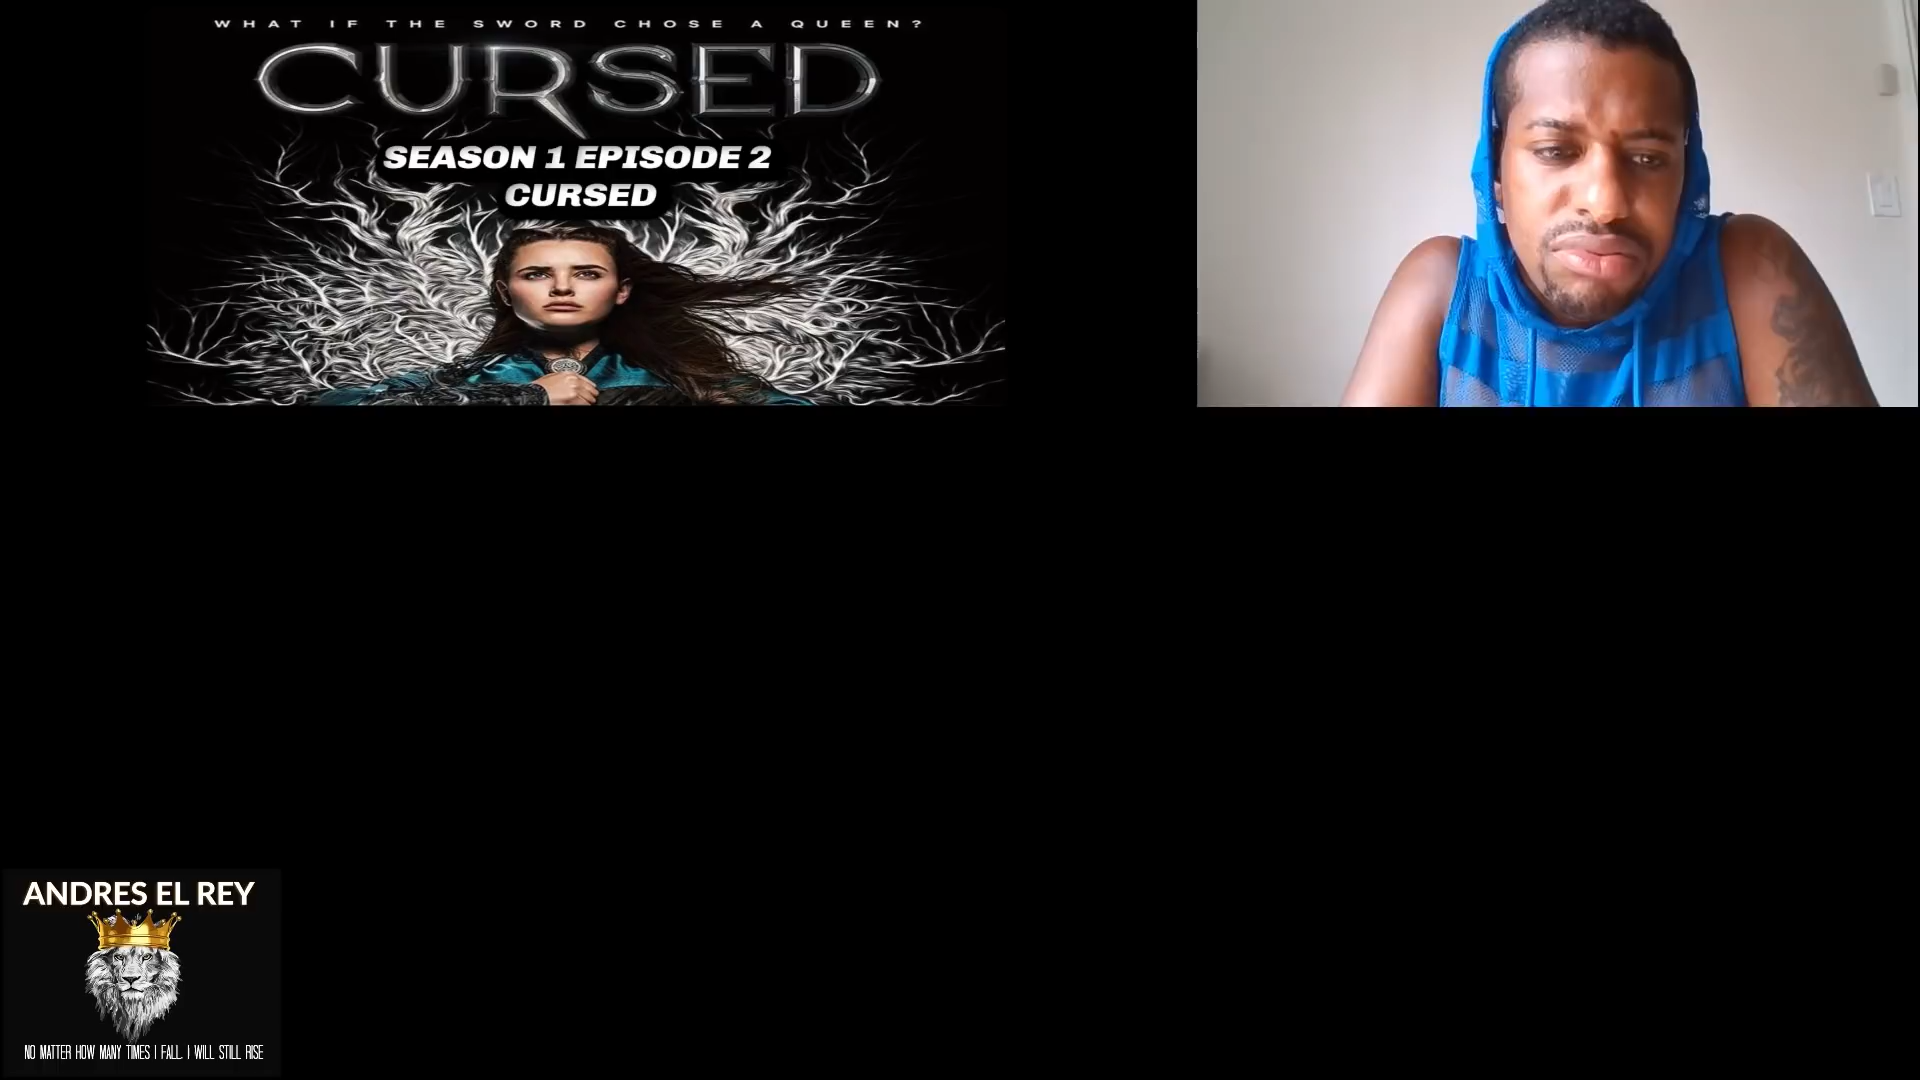 WHAT IF THE SWORD CHOSE A QUEEN?
CURSED
SEASON 1 EPISODE 2
CURSED
ANDRES EL REY
NO MATTER HOW MANY TIMES I FALL. I WILL STILL RISE